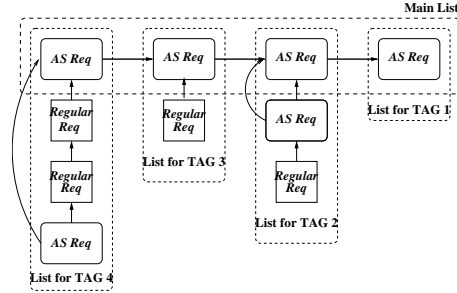 Main List
AS Req
AS Req
AS Req
AS Req
Regular
Req
Regular
Req
AS Req
List for TAG 1
List for TAG 3
Regular
Req
Regular
Req
List for TAG 2
AS Req
List for TAG 4